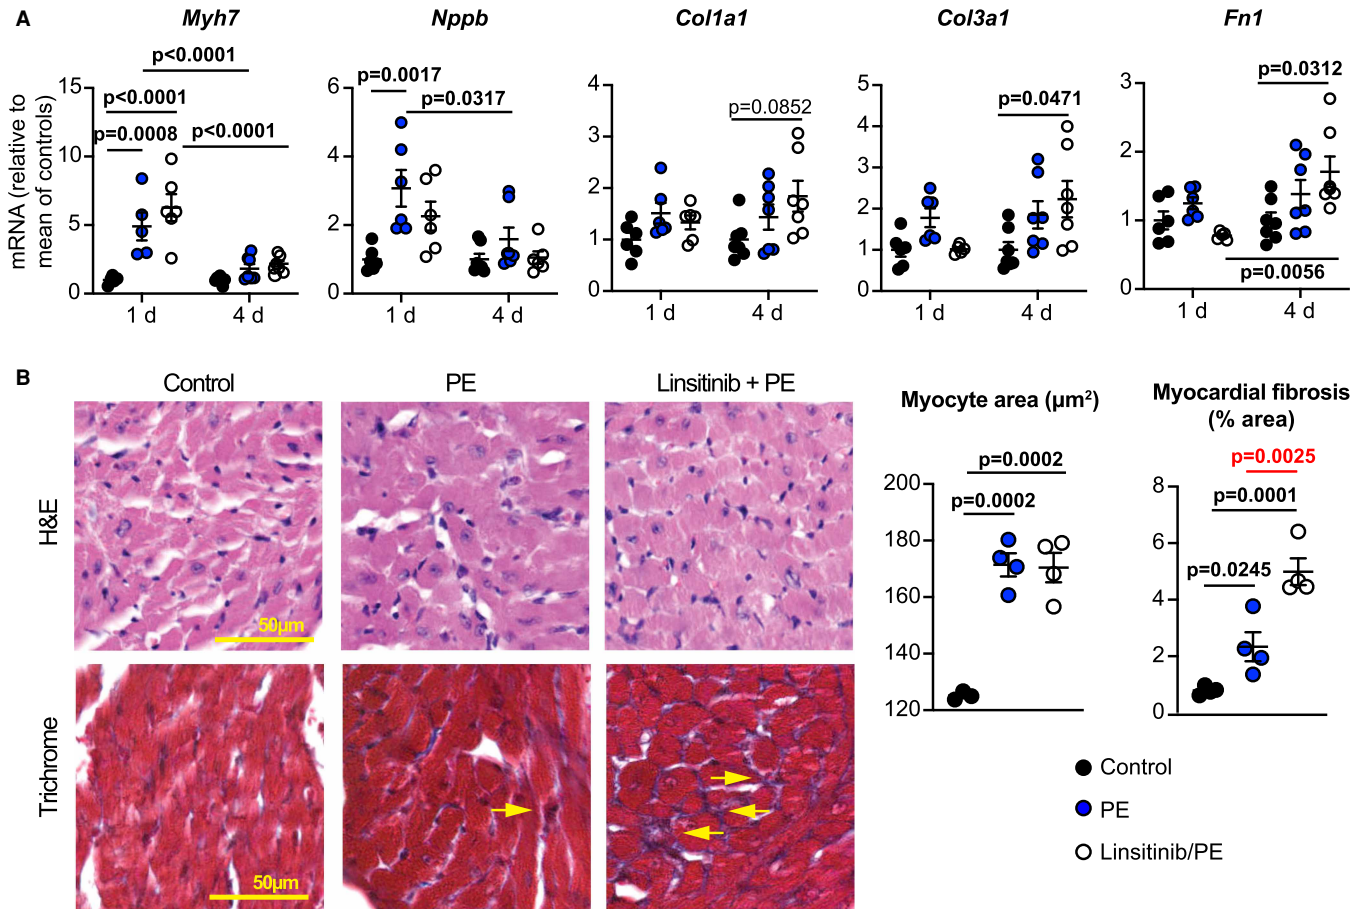 A
Myh7
Nppb
Col1a1
Col3a1
Fn1
mRNA (relative to
mean of controls)
15
10
5
0
p<0.0001
p<0.0001
p=0.0008
p<0.0001
1 d
4 d
6
4
2
0
p=0.0017
p=0.0317
1 d
4 d
4
3
2
1
0
p=0.0852
1 d
4 d
5
4
3
2
1
0
p=0.0471
1 d
4 d
3
2
1
0
p=0.0312
p=0.0056
1 d
4 d
B
Control
PE
Linsitinib + PE
H&E
50µm
Trichrome
50µm
Myocyte area (µm²)
200
180
160
140
120
p=0.0002
p=0.0002
Myocardial fibrosis
(% area)
8
6
4
2
0
p=0.0025
p=0.0001
p=0.0245
Control
PE
Linsitinib/PE